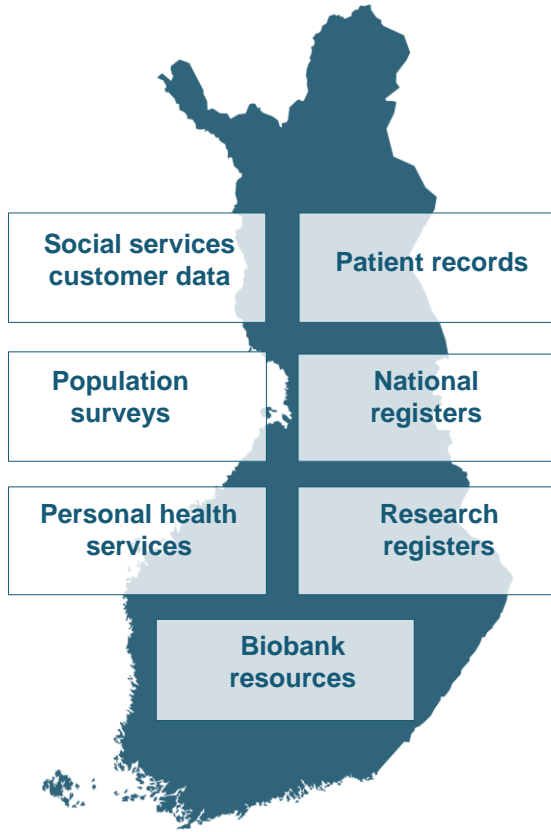 Social services
customer data
Patient records
Population
surveys
National
registers
Personal health
services
Research
registers
Biobank
resources